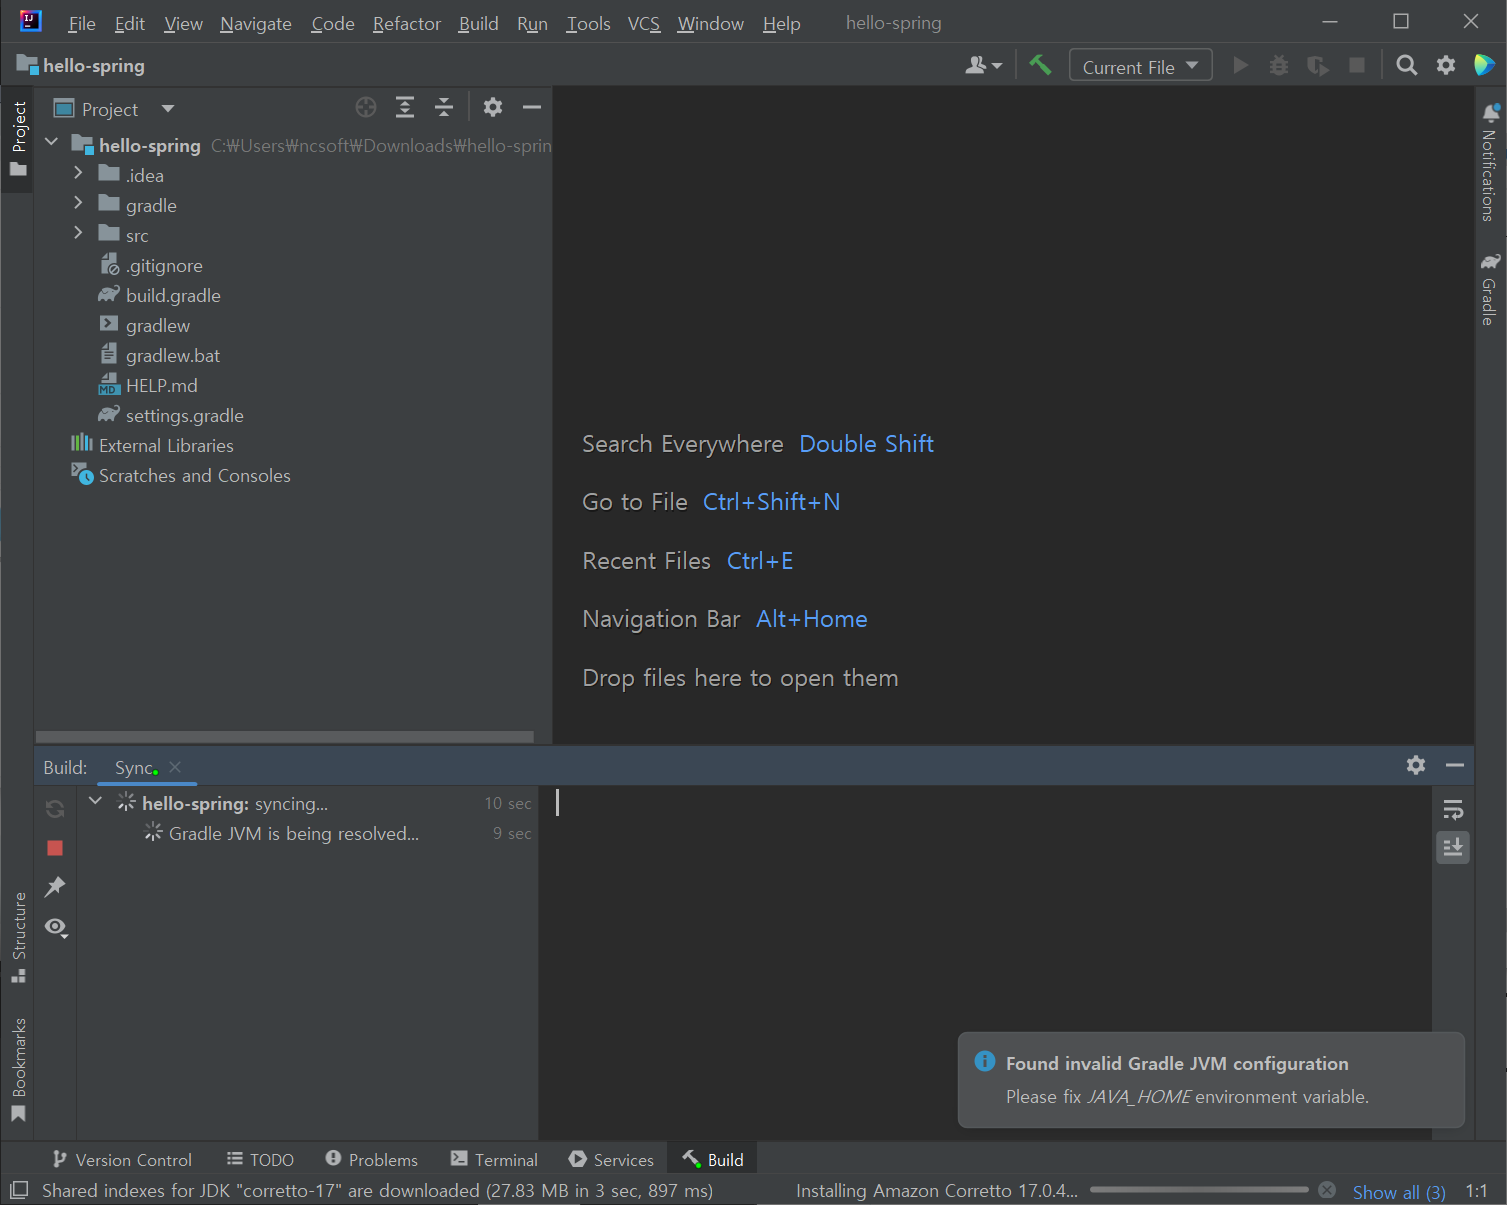 File Edit View Navigate Code Refactor Build Run Tools VCS Window Help hello-spring
hello-spring
Current File
Project
Project
hello-spring C:₩Users₩ncsoft₩Downloads₩hello-sprin
.idea
gradle
src
.gitignore
build.gradle
gradlew
gradlew.bat
MD HELP.md
settings.gradle
External Libraries
Scratches and Consoles
Search Everywhere Double Shift
Go to File Ctrl+Shift+N
Recent Files Ctrl+E
Navigation Bar Alt+Home
Drop files here to open them
Notifications
Gradle
Build: Sync
hello-spring: syncing... 10 sec
Gradle JVM is being resolved... 9 sec
Structure
Bookmarks
Found invalid Gradle JVM configuration
Please fix JAVA_HOME environment variable.
Version Control TODO Problems Terminal Services Build
Shared indexes for JDK "corretto-17" are downloaded (27.83 MB in 3 sec, 897 ms) Installing Amazon Corretto 17.0.4... Show all (3) 1:1